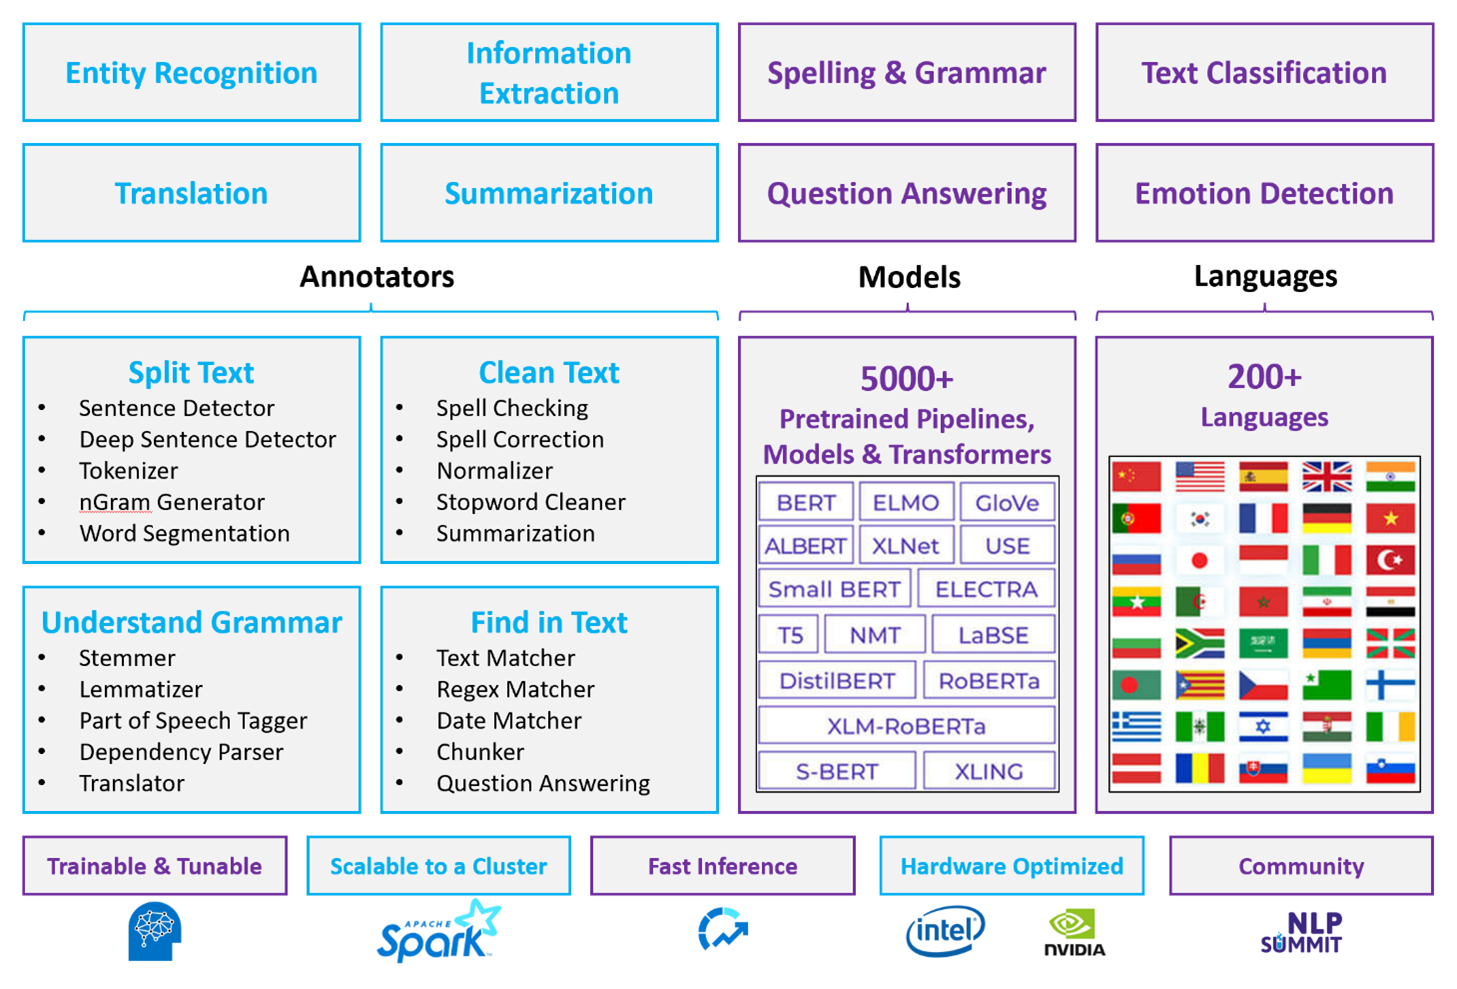 Entity Recognition
Information
Extraction
Spelling & Grammar
Text Classification
Translation
Summarization
Question Answering
Emotion Detection
Annotators
Models
Languages
Split Text
• Sentence Detector
• Deep Sentence Detector
• Tokenizer
• nGram Generator
• Word Segmentation
Clean Text
• Spell Checking
• Spell Correction
• Normalizer
• Stopword Cleaner
• Summarization
Understand Grammar
• Stemmer
• Lemmatizer
• Part of Speech Tagger
• Dependency Parser
• Translator
Find in Text
• Text Matcher
• Regex Matcher
• Date Matcher
• Chunker
• Question Answering
5000+
Pretrained Pipelines,
Models & Transformers
BERT ELMO GloVe
ALBERT XLNet USE
Small BERT ELECTRA
T5 NMT LaBSE
DistilBERT RoBERTa
XLM-RoBERTa
S-BERT XLING
200+
Languages
Trainable & Tunable
Scalable to a Cluster
Fast Inference
Hardware Optimized
Community
APACHE
Spark
intel
NVIDIA
NLP
SUMMIT